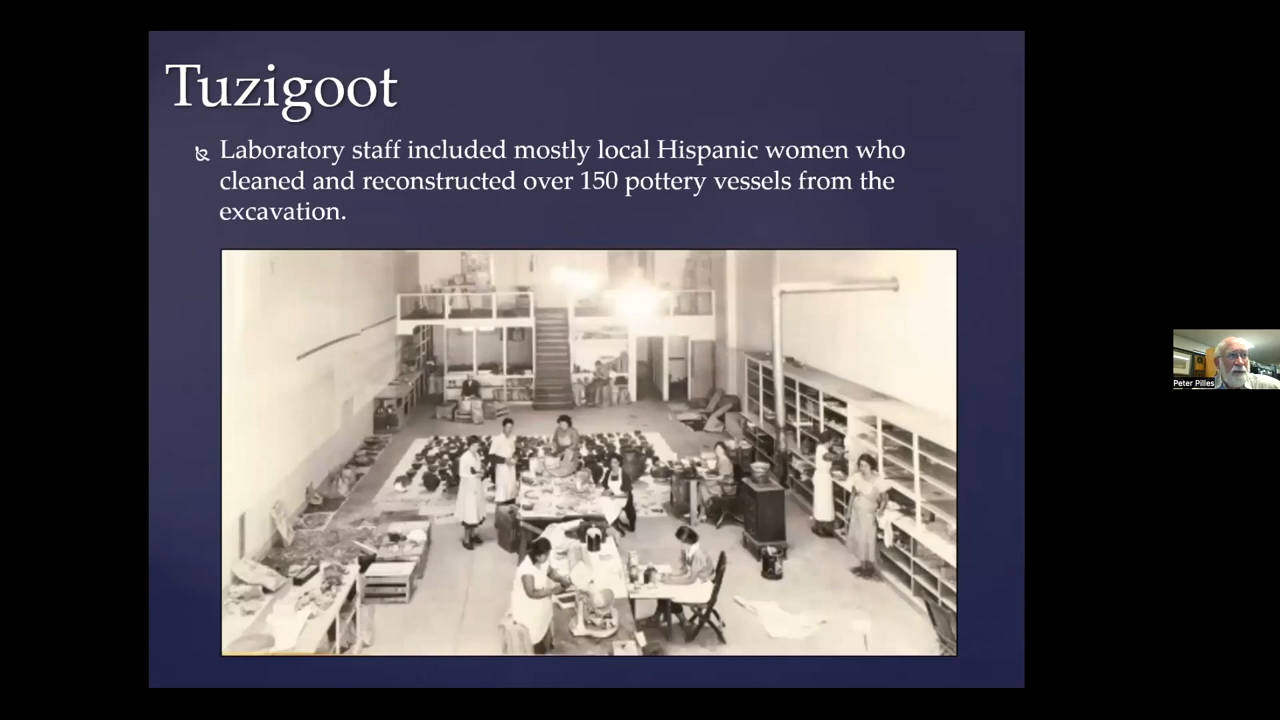 Tuzigoot
Laboratory staff included mostly local Hispanic women who
cleaned and reconstructed over 150 pottery vessels from the
excavation.
Peter Pilles